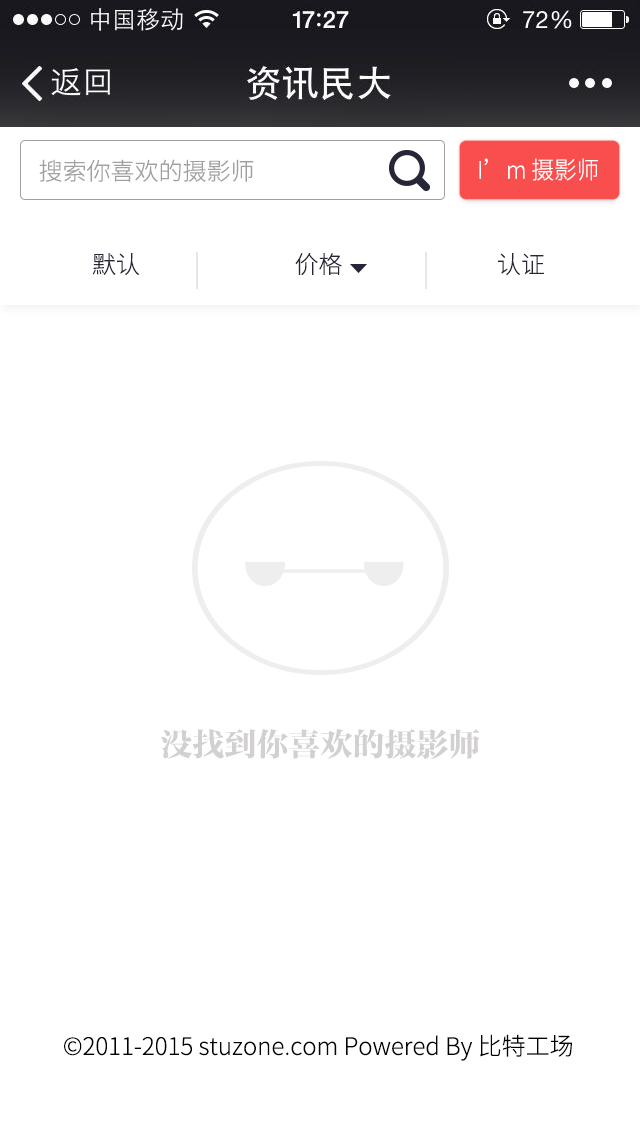 中国移动 17:27 72%
返回 资讯民大
搜索你喜欢的摄影师 I’m 摄影师
默认 价格 认证
没找到你喜欢的摄影师
©2011-2015 stuzone.com Powered By 比特工场